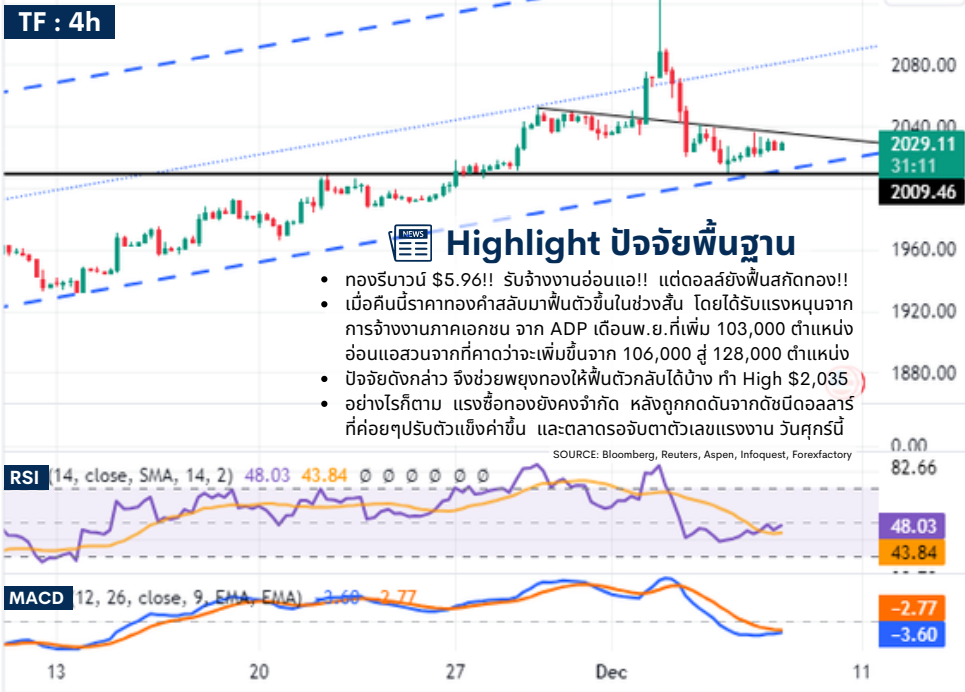 TF : 4h
2080.00
2040.00
2029.11
31:11
2009.46
1960.00
1920.00
1880.00
0.00
NEWS
Highlight ปัจจัยพื้นฐาน
• ทองรีบาวน์ $5.96!! รับจ้างงานอ่อนแอ!! แต่ดอลล์ยังฟื้นสกัดทอง!!
• เมื่อคืนนี้ราคาทองคำสลับมาฟื้นตัวขึ้นในช่วงสั้น โดยได้รับแรงหนุนจาก
การจ้างงานภาคเอกชน จาก ADP เดือนพ.ย.ที่เพิ่ม 103,000 ตำแหน่ง
อ่อนแอสวนจากที่คาดว่าจะเพิ่มขึ้นจาก 106,000 สู่ 128,000 ตำแหน่ง
• ปัจจัยดังกล่าว จึงช่วยพยุงทองให้ฟื้นตัวกลับได้บ้าง ทำ High $2,035
• อย่างไรก็ตาม แรงซื้อทองยังคงจำกัด หลังถูกกดดันจากดัชนีดอลลาร์
ที่ค่อยๆปรับตัวแข็งค่าขึ้น และตลาดรอจับตาตัวเลขแรงงาน วันศุกร์นี้
SOURCE: Bloomberg, Reuters, Aspen, Infoquest, Forexfactory
RSI (14, close, SMA, 14, 2) 48.03 43.84 Ø Ø Ø Ø Ø Ø
82.66
48.03
43.84
MACD 12, 26, close, 9, EMA, EMA) −3.60 −2.77
−2.77
−3.60
13 20 27 Dec 11